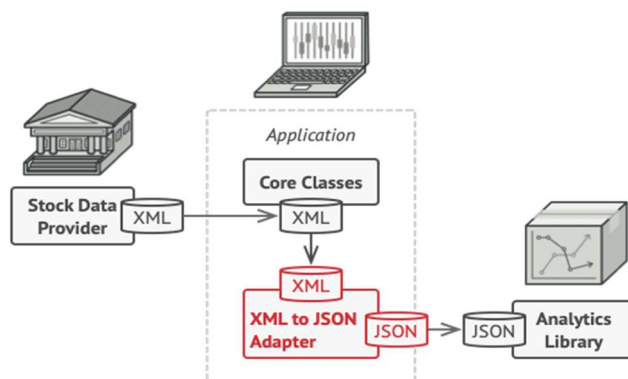 Application
Core Classes
Stock Data
Provider
XML
XML
XML
XML to JSON
Adapter
JSON
JSON
Analytics
Library